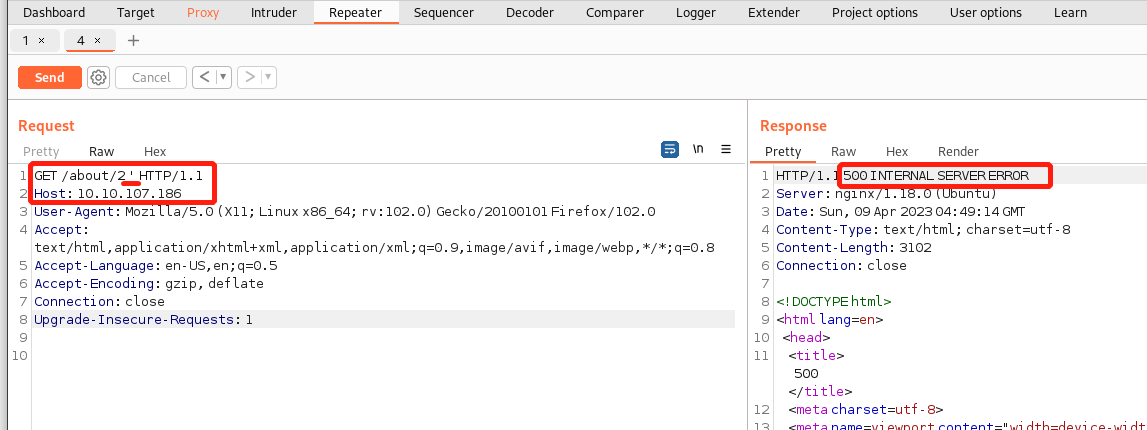 Dashboard Target Proxy Intruder Repeater Sequencer Decoder Comparer Logger Extender Project options User options Learn
1 × 4 × +
Send Cancel < ▾ > ▾
Request
Pretty Raw Hex \n ≡
1 GET /about/2 ' HTTP/1.1
2 Host: 10.10.107.186
3 User-Agent: Mozilla/5.0 (X11; Linux x86_64; rv:102.0) Gecko/20100101 Firefox/102.0
4 Accept:
text/html,application/xhtml+xml,application/xml;q=0.9,image/avif,image/webp,*/*;q=0.8
5 Accept-Language: en-US,en;q=0.5
6 Accept-Encoding: gzip, deflate
7 Connection: close
8 Upgrade-Insecure-Requests: 1
9
10
Response
Pretty Raw Hex Render
1 HTTP/1.1 500 INTERNAL SERVER ERROR
2 Server: nginx/1.18.0 (Ubuntu)
3 Date: Sun, 09 Apr 2023 04:49:14 GMT
4 Content-Type: text/html; charset=utf-8
5 Content-Length: 3102
6 Connection: close
7
8 <!DOCTYPE html>
9 <html lang=en>
10 <head>
11 <title>
500
</title>
12 <meta charset=utf-8>
13 <meta name=viewport content="width=device-widt